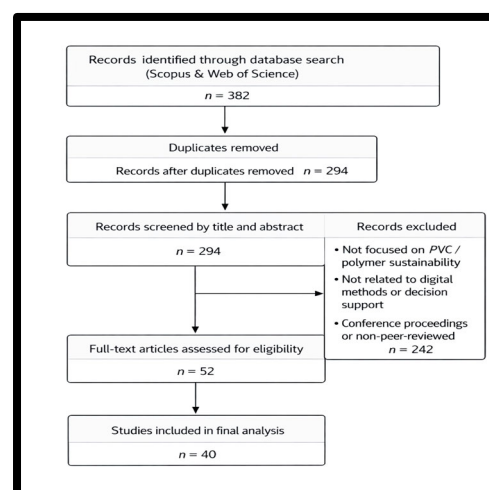 Records identified through database search
(Scopus & Web of Science)
n = 382
Duplicates removed
Records after duplicates removed n = 294
Records screened by title and abstract
n = 294
Records excluded
• Not focused on PVC /
polymer sustainability
• Not related to digital
methods or decision
support
• Conference proceedings
or non-peer-reviewed
n = 242
Full-text articles assessed for eligibility
n = 52
Studies included in final analysis
n = 40